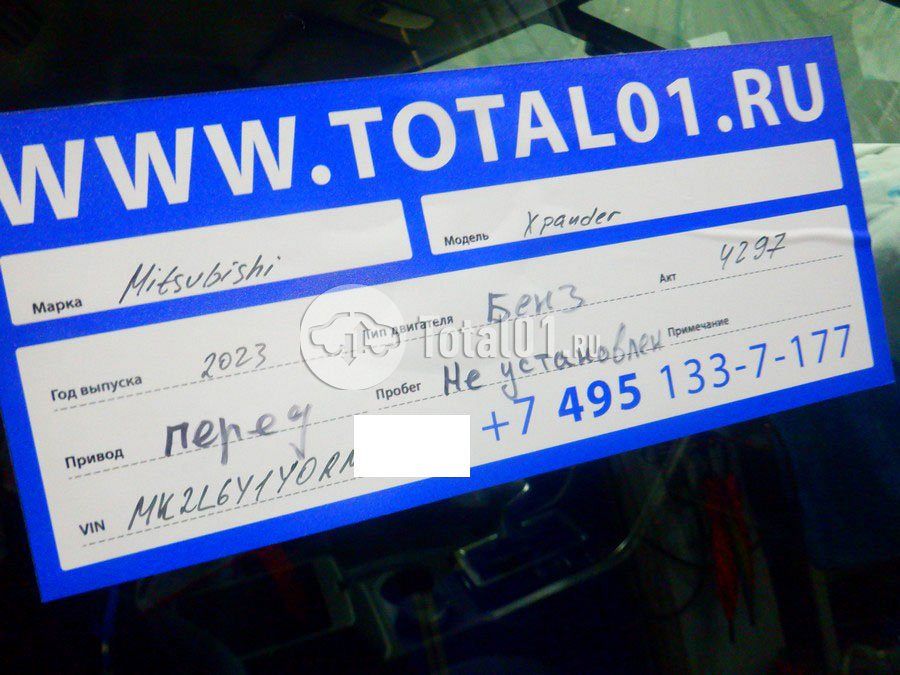 WWW.TOTAL01.RU
Марка Mitsubishi Модель Xpander
Год выпуска 2023 Тип двигателя Бенз Акт 4297
Привод перед Пробег Не установлен Примечание
VIN MK2L6Y1Y0RN +7 495 133-7-177
Total01.RU